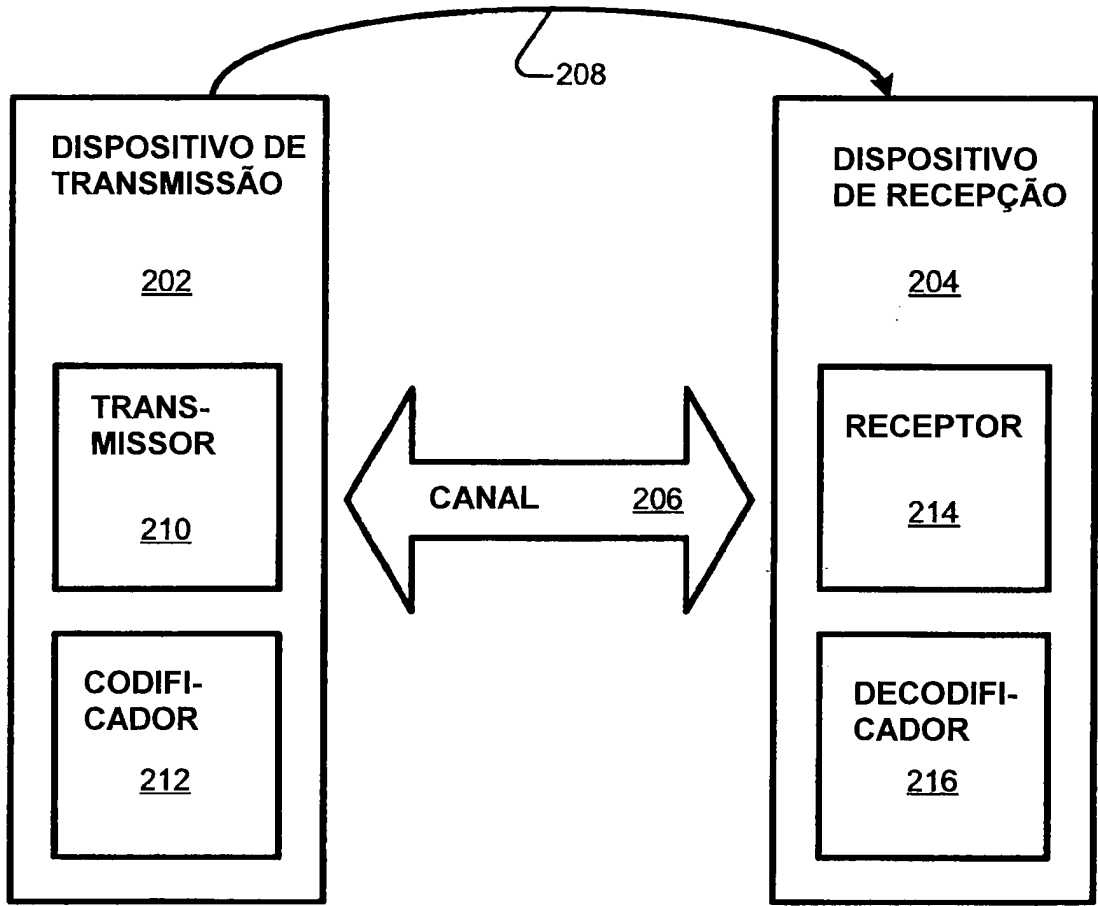 208
DISPOSITIVO DE
TRANSMISSÃO
202
TRANS-
MISSOR
210
CODIFI-
CADOR
212
CANAL 206
DISPOSITIVO
DE RECEPÇÃO
204
RECEPTOR
214
DECODIFI-
CADOR
216